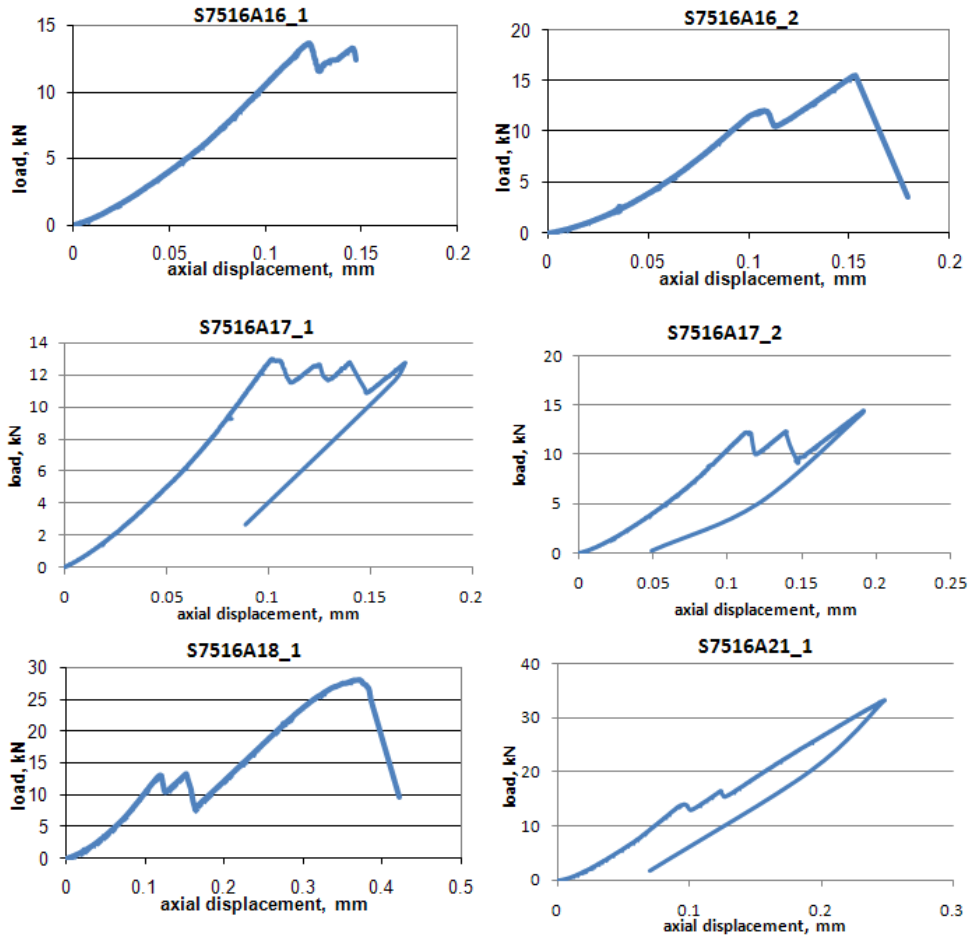 S7516A16_1
15
10
5
0
load, kN
0 0.05 0.1 0.15 0.2
axial displacement, mm
S7516A16_2
20
15
10
5
0
load, kN
0 0.05 0.1 0.15 0.2
axial displacement, mm
S7516A17_1
14
12
10
8
6
4
2
0
load, kN
0 0.05 0.1 0.15 0.2
axial displacement, mm
S7516A17_2
20
15
10
5
0
load, kN
0 0.05 0.1 0.15 0.2 0.25
axial displacement, mm
S7516A18_1
30
25
20
15
10
5
0
load, kN
0 0.1 0.2 0.3 0.4 0.5
axial displacement, mm
S7516A21_1
40
30
20
10
0
load, kN
0 0.1 0.2 0.3
axial displacement, mm